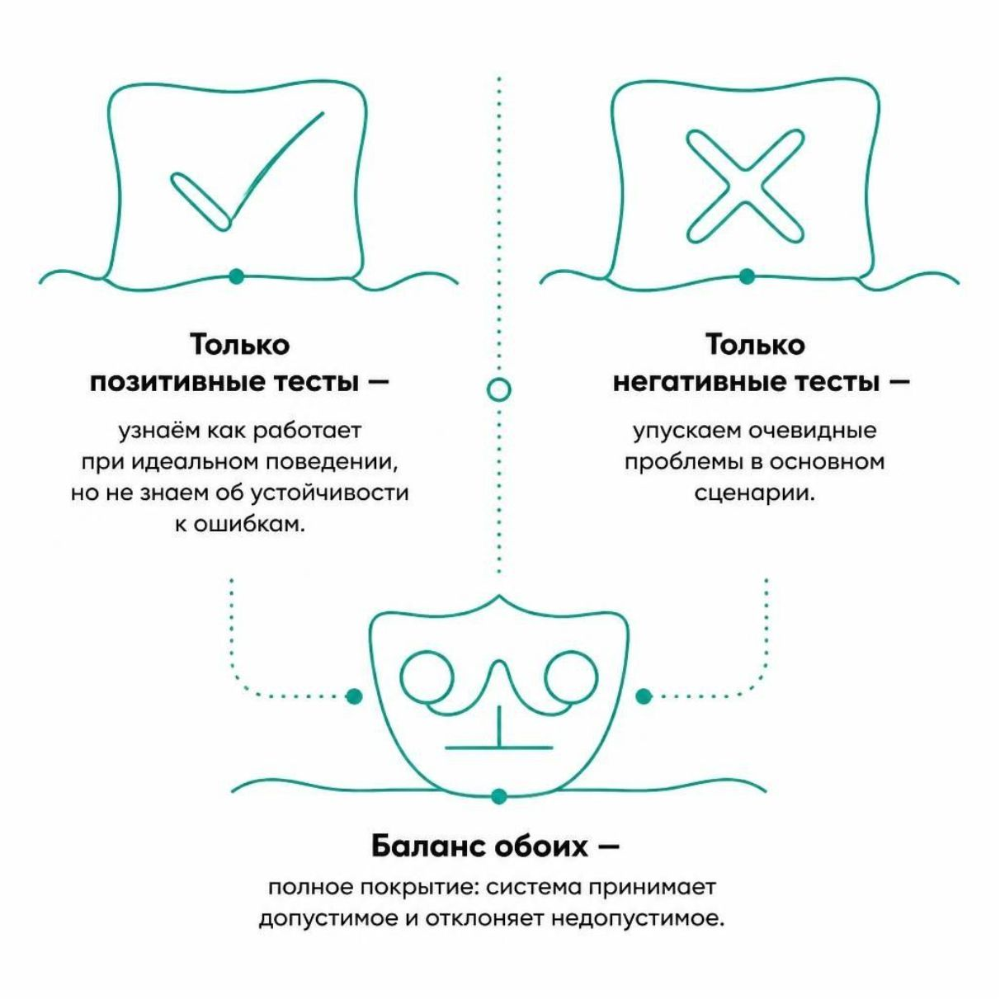 Только
позитивные тесты —
узнаём как работает
при идеальном поведении,
но не знаем об устойчивости
к ошибкам.
Только
негативные тесты —
упускаем очевидные
проблемы в основном
сценарии.
Баланс обоих —
полное покрытие: система принимает
допустимое и отклоняет недопустимое.